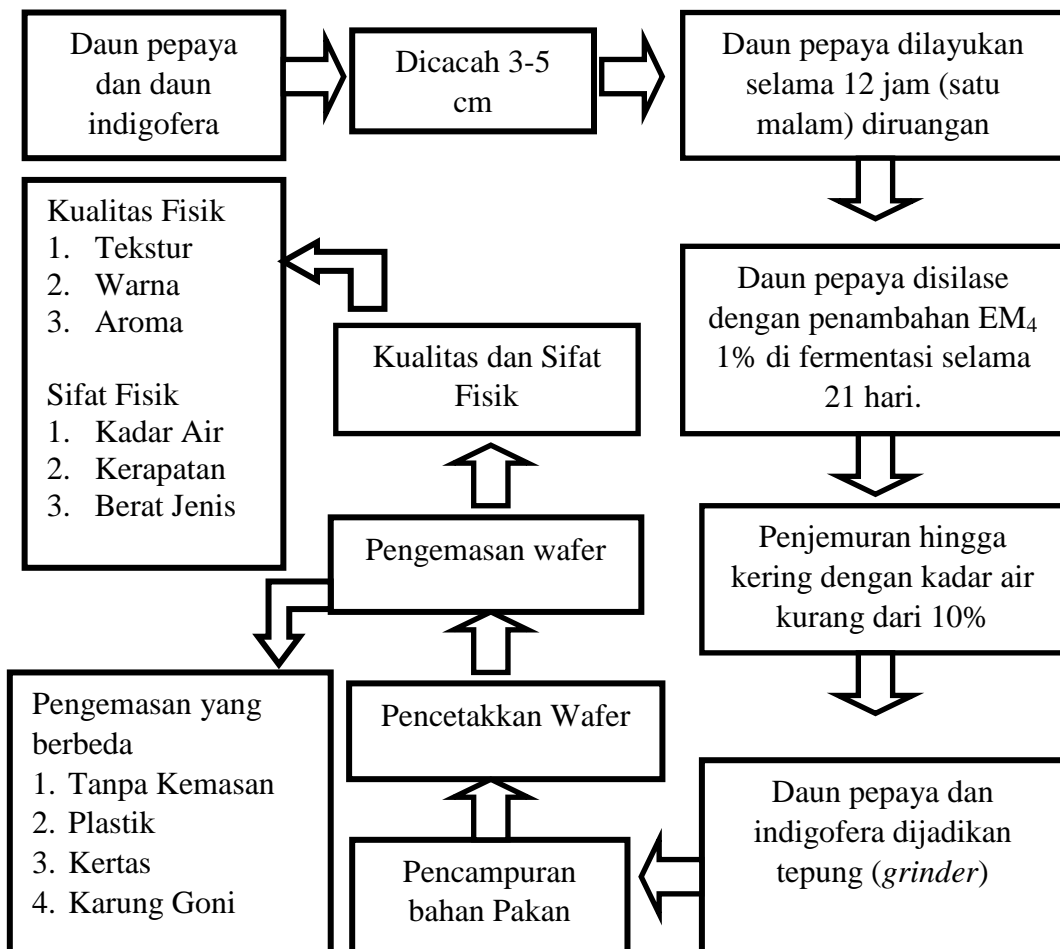 Daun pepaya
dan daun
indigofera
Dicacah 3-5
cm
Daun pepaya dilayukan
selama 12 jam (satu
malam) diruangan
Daun pepaya disilase
dengan penambahan EM₄
1% di fermentasi selama
21 hari.
Penjemuran hingga
kering dengan kadar air
kurang dari 10%
Daun pepaya dan
indigofera dijadikan
tepung (grinder)
Pencampuran
bahan Pakan
Pencetakkan Wafer
Pengemasan wafer
Pengemasan yang
berbeda
1. Tanpa Kemasan
2. Plastik
3. Kertas
4. Karung Goni
Kualitas dan Sifat
Fisik
Kualitas Fisik
1. Tekstur
2. Warna
3. Aroma
Sifat Fisik
1. Kadar Air
2. Kerapatan
3. Berat Jenis